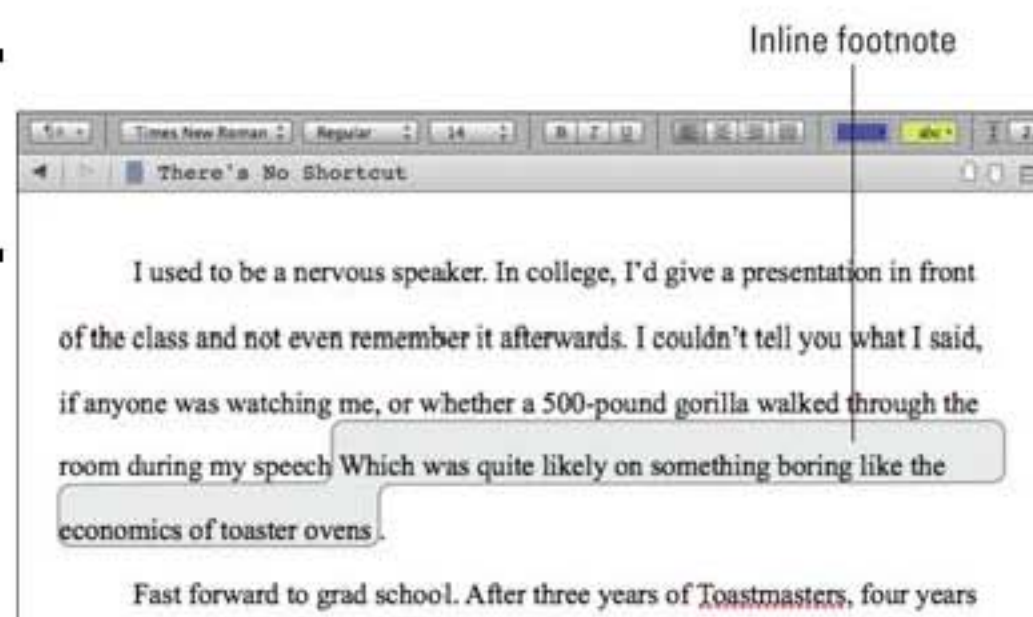 Inline footnote
Times New Roman Regular 14 B I U abc 2
There's No Shortcut
I used to be a nervous speaker. In college, I'd give a presentation in front
of the class and not even remember it afterwards. I couldn't tell you what I said,
if anyone was watching me, or whether a 500-pound gorilla walked through the
room during my speech Which was quite likely on something boring like the
economics of toaster ovens .
Fast forward to grad school. After three years of Toastmasters, four years